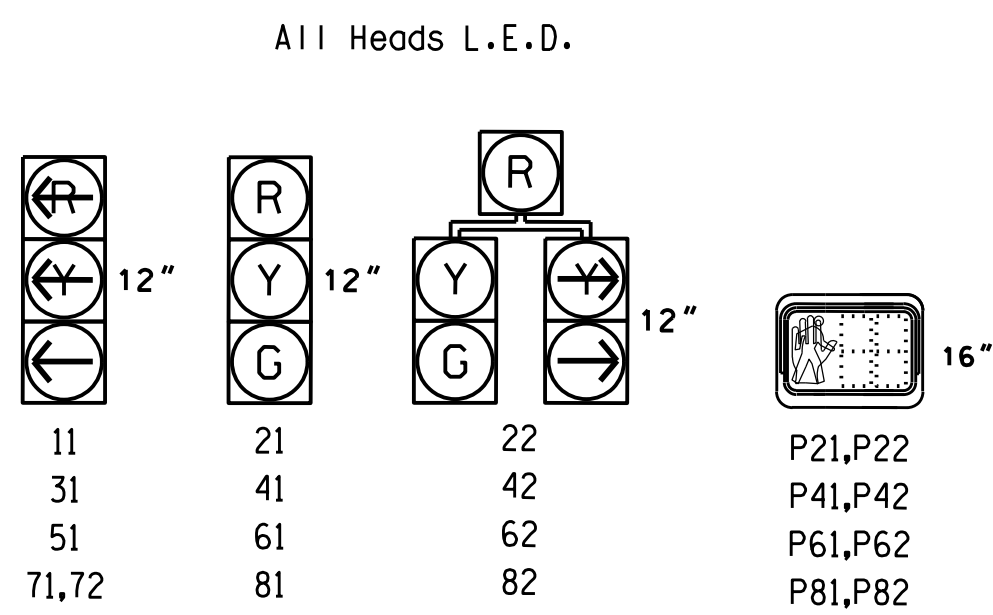 All Heads L.E.D.
R
R
R
Y
12"
Y
12"
Y
Y
12"
G
G
16"
11
21
22
P21,P22
31
41
42
P41,P42
51
61
62
P61,P62
71,72
81
82
P81,P82